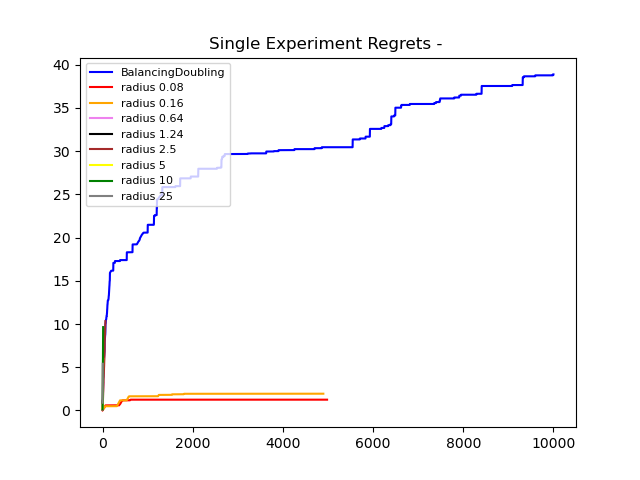 Single Experiment Regrets -
40
35
30
25
20
15
10
5
0
BalancingDoubling
radius 0.08
radius 0.16
radius 0.64
radius 1.24
radius 2.5
radius 5
radius 10
radius 25
0 2000 4000 6000 8000 10000